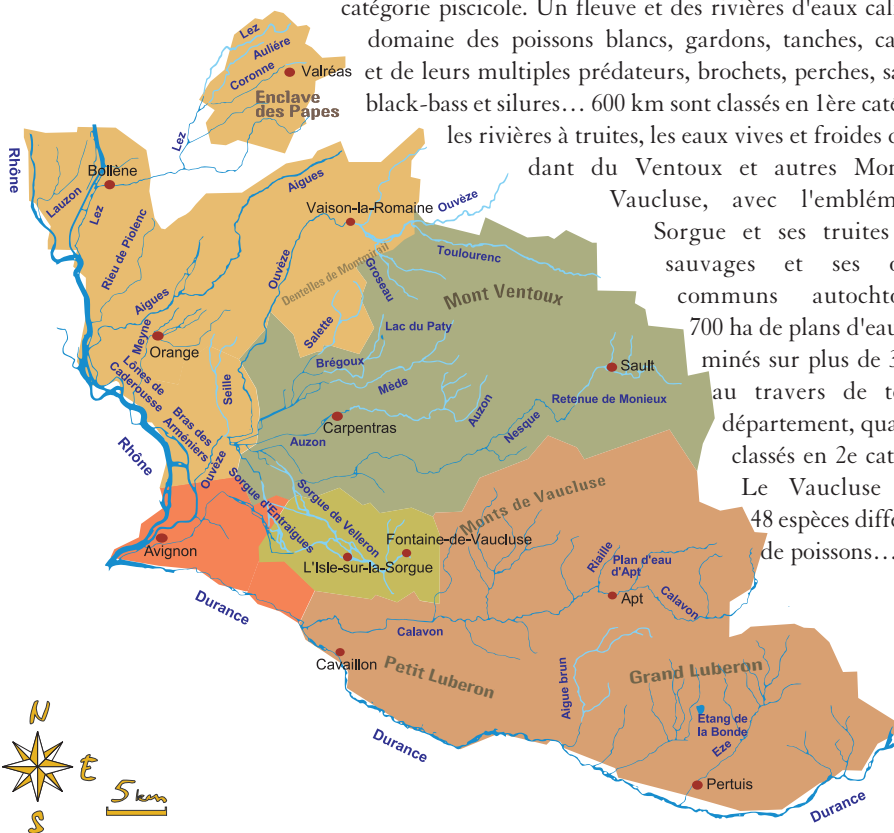 catégorie piscicole. Un fleuve et des rivières d'eaux cal
domaine des poissons blancs, gardons, tanches, ca
et de leurs multiples prédateurs, brochets, perches, sa
black-bass et silures… 600 km sont classés en 1ère caté
les rivières à truites, les eaux vives et froides d
dant du Ventoux et autres Mon
Vaucluse, avec l'emblém
Sorgue et ses truites
sauvages et ses o
communs autochto
700 ha de plans d'eau
minés sur plus de 3
au travers de to
département, qua
classés en 2e cat
Le Vaucluse
48 espèces diffé
de poissons…
Lez
Aulière
Coronne
Valréas
Enclave
des Papes
Lez
Rhône
Bollène
Lauzon
Lez
Rieu de Piolenc
Aigues
Vaison-la-Romaine
Ouvèze
Ouvèze
Toulourenc
Dentelles de Montmirail
Groseau
Mont Ventoux
Aigues
Meyne
Orange
Salette
Lac du Paty
Brégoux
Sault
Lônes de
Caderousse
Seille
Mède
Retenue de Monieux
Bras des
Arméniers
Carpentras
Auzon
Auzon
Nesque
Rhône
Ouvèze
Sorgue d'Entraigues
Sorgue de Velleron
Monts de Vaucluse
Avignon
Fontaine-de-Vaucluse
L'Isle-sur-la-Sorgue
Riaille
Plan d'eau
d'Apt
Apt
Calavon
Durance
Calavon
Cavaillon
Petit Luberon
Aigue brun
Grand Luberon
Etang de
la Bonde
Eze
Durance
Pertuis
Durance
N
t
S
5 km